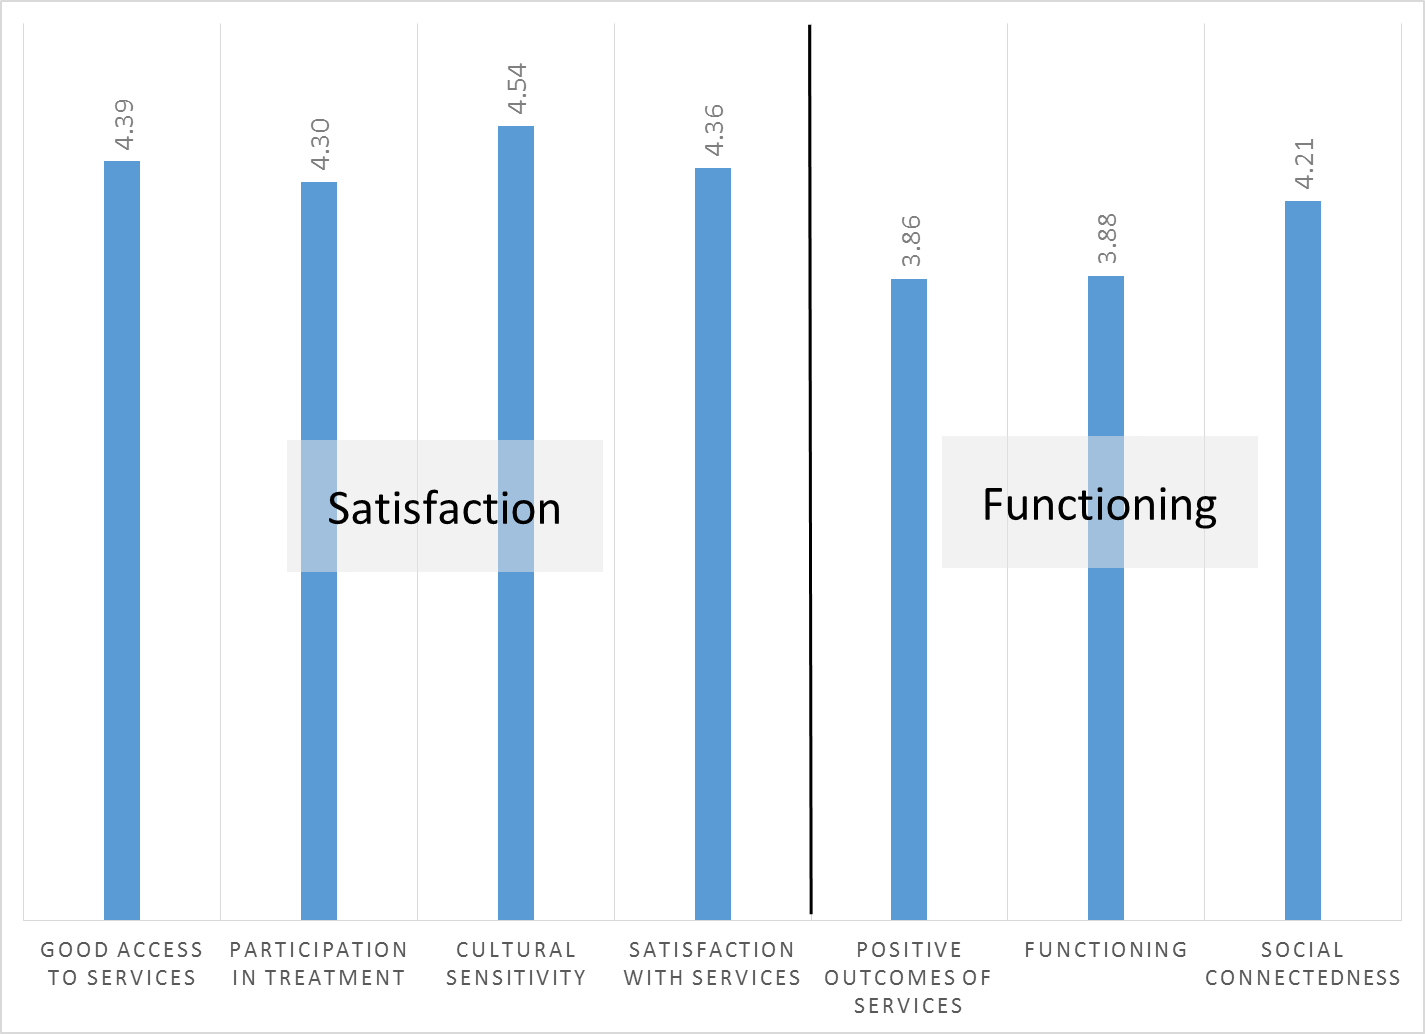 4.39
4.30
4.54
4.36
3.86
3.88
4.21
Satisfaction
Functioning
GOOD ACCESS
TO SERVICES
PARTICIPATION
IN TREATMENT
CULTURAL
SENSITIVITY
SATISFACTION
WITH SERVICES
POSITIVE
OUTCOMES OF
SERVICES
FUNCTIONING
SOCIAL
CONNECTEDNESS